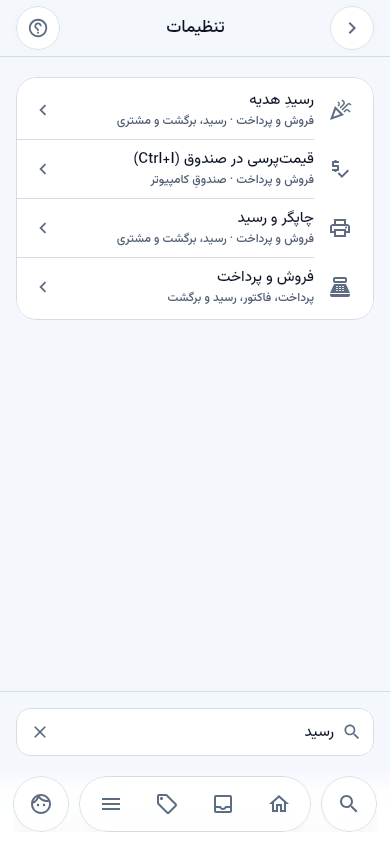 تنظیمات
رسیدِ هدیه
فروش و پرداخت · رسید، برگشت و مشتری
قیمت‌پرسی در صندوق (Ctrl+I)
فروش و پرداخت · صندوقِ کامپیوتر
چاپگر و رسید
فروش و پرداخت · رسید، برگشت و مشتری
فروش و پرداخت
پرداخت، فاکتور، رسید و برگشت
رسید